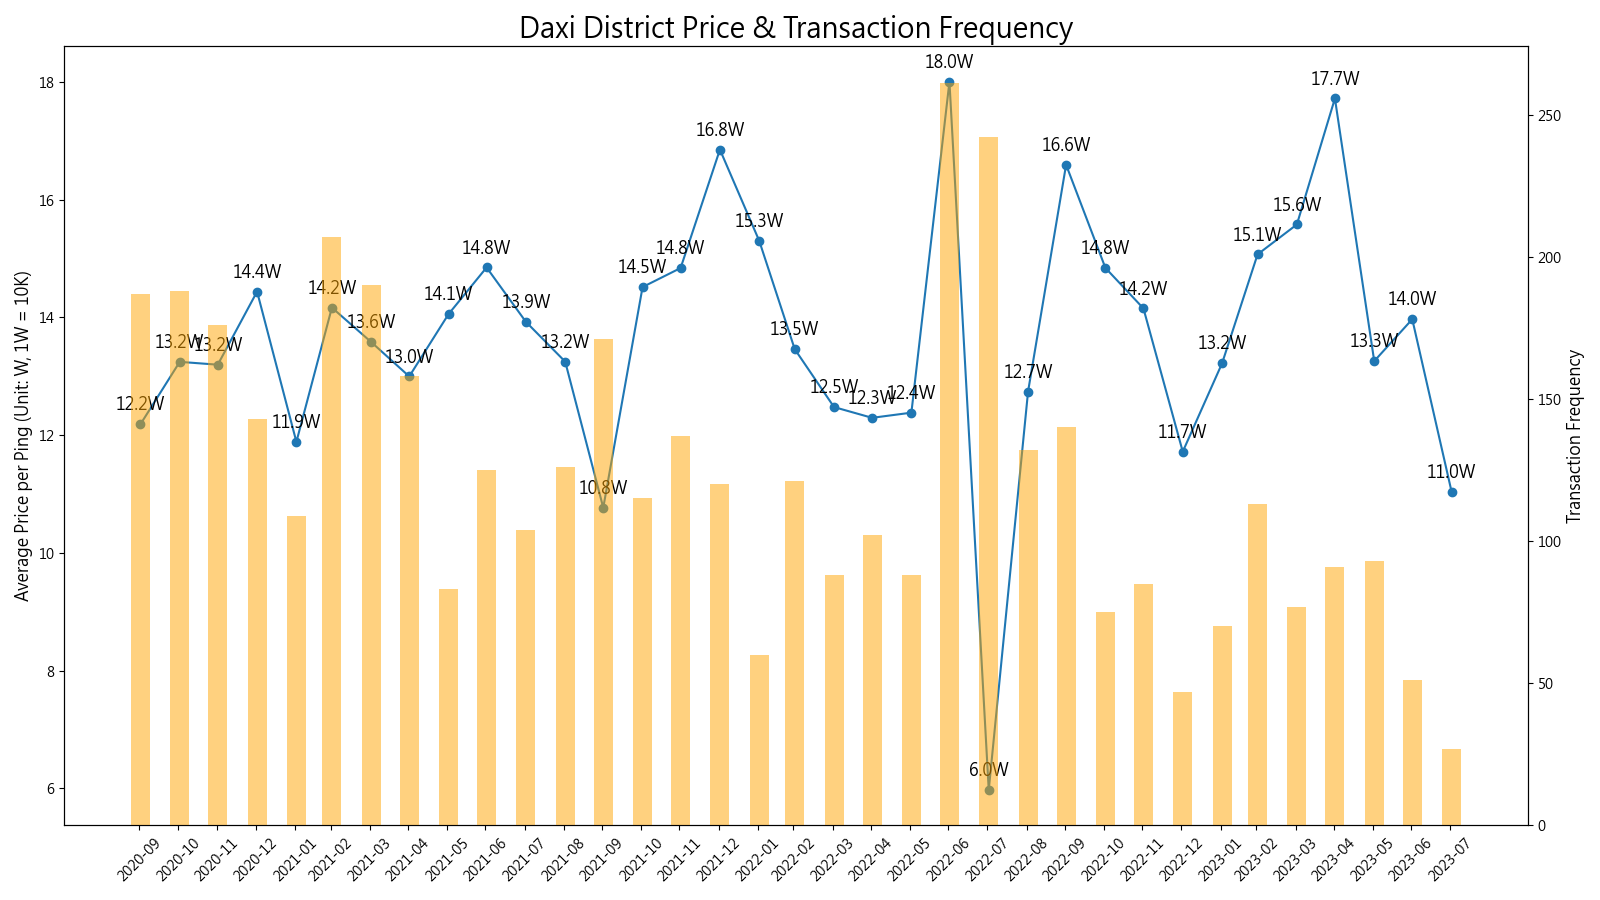 Daxi District Price & Transaction Frequency
Average Price per Ping (Unit: W, 1W = 10K)
18
16
14
12
10
8
6
12.2W
13.2W
13.2W
14.4W
11.9W
14.2W
13.6W
13.0W
14.1W
14.8W
13.9W
13.2W
10.8W
14.5W
14.8W
16.8W
15.3W
13.5W
12.5W
12.3W
12.4W
18.0W
6.0W
12.7W
16.6W
14.8W
14.2W
11.7W
13.2W
15.1W
15.6W
17.7W
13.3W
14.0W
11.0W
250
200
150
100
50
0
Transaction Frequency
2020-09
2020-10
2020-11
2020-12
2021-01
2021-02
2021-03
2021-04
2021-05
2021-06
2021-07
2021-08
2021-09
2021-10
2021-11
2021-12
2022-01
2022-02
2022-03
2022-04
2022-05
2022-06
2022-07
2022-08
2022-09
2022-10
2022-11
2022-12
2023-01
2023-02
2023-03
2023-04
2023-05
2023-06
2023-07